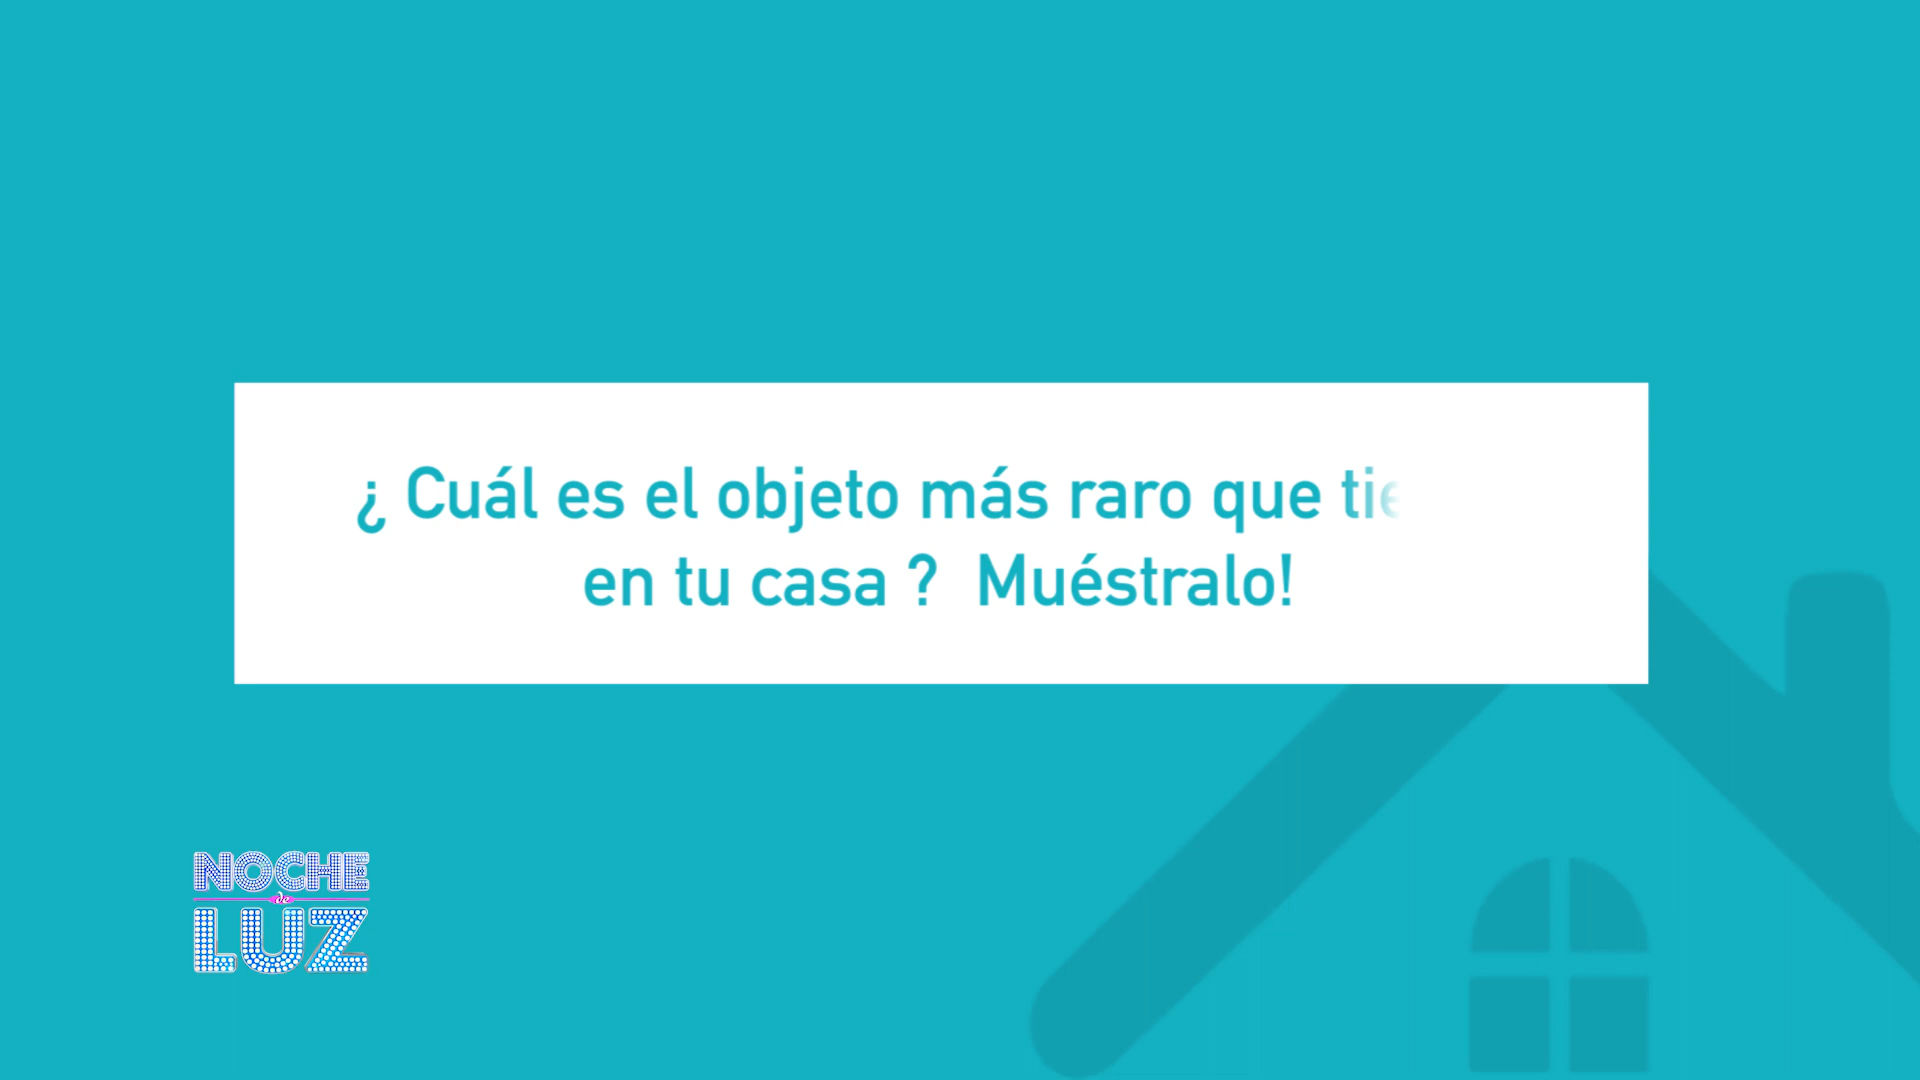 ¿ Cuál es el objeto más raro que
en tu casa ? Muéstralo!
NOCHE
de
LUZ